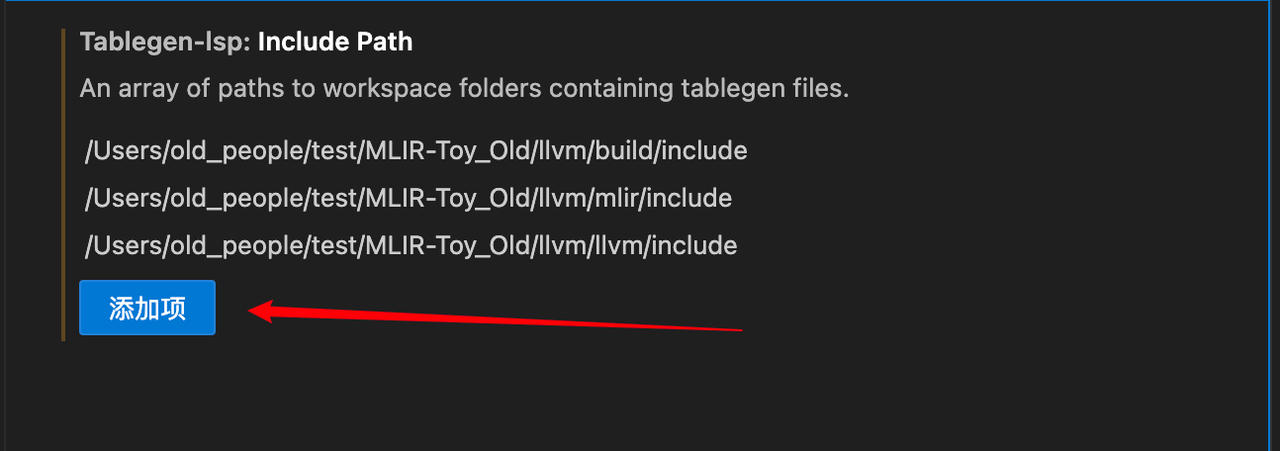 Tablegen-lsp: Include Path
An array of paths to workspace folders containing tablegen files.
/Users/old_people/test/MLIR-Toy_Old/llvm/build/include
/Users/old_people/test/MLIR-Toy_Old/llvm/mlir/include
/Users/old_people/test/MLIR-Toy_Old/llvm/llvm/include
添加项